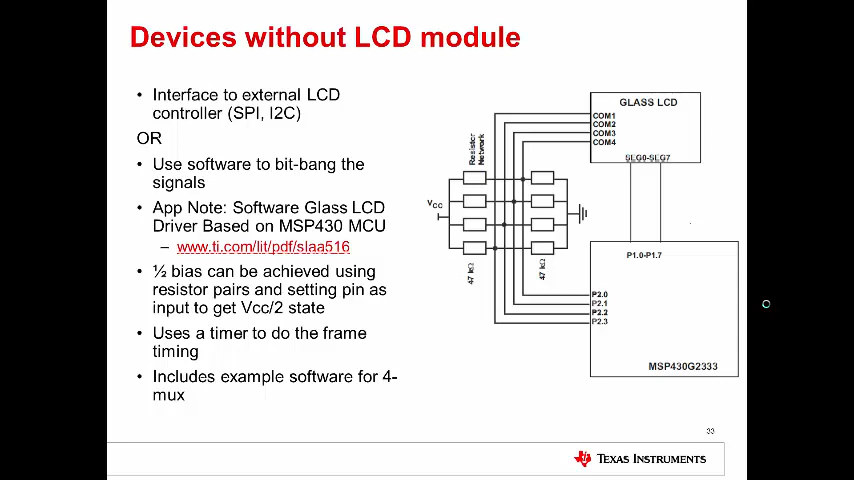 Devices without LCD module
• Interface to external LCD
controller (SPI, I2C)
OR
• Use software to bit-bang the
signals
• App Note: Software Glass LCD
Driver Based on MSP430 MCU
– www.ti.com/lit/pdf/slaa516
• ½ bias can be achieved using
resistor pairs and setting pin as
input to get Vcc/2 state
• Uses a timer to do the frame
timing
• Includes example software for 4-
mux
GLASS LCD
COM1
COM2
COM3
COM4
SEG0-SEG7
Resistor
Network
VCC
47 kΩ
47 kΩ
P1.0-P1.7
P2.0
P2.1
P2.2
P2.3
MSP430G2333
33
TEXAS INSTRUMENTS